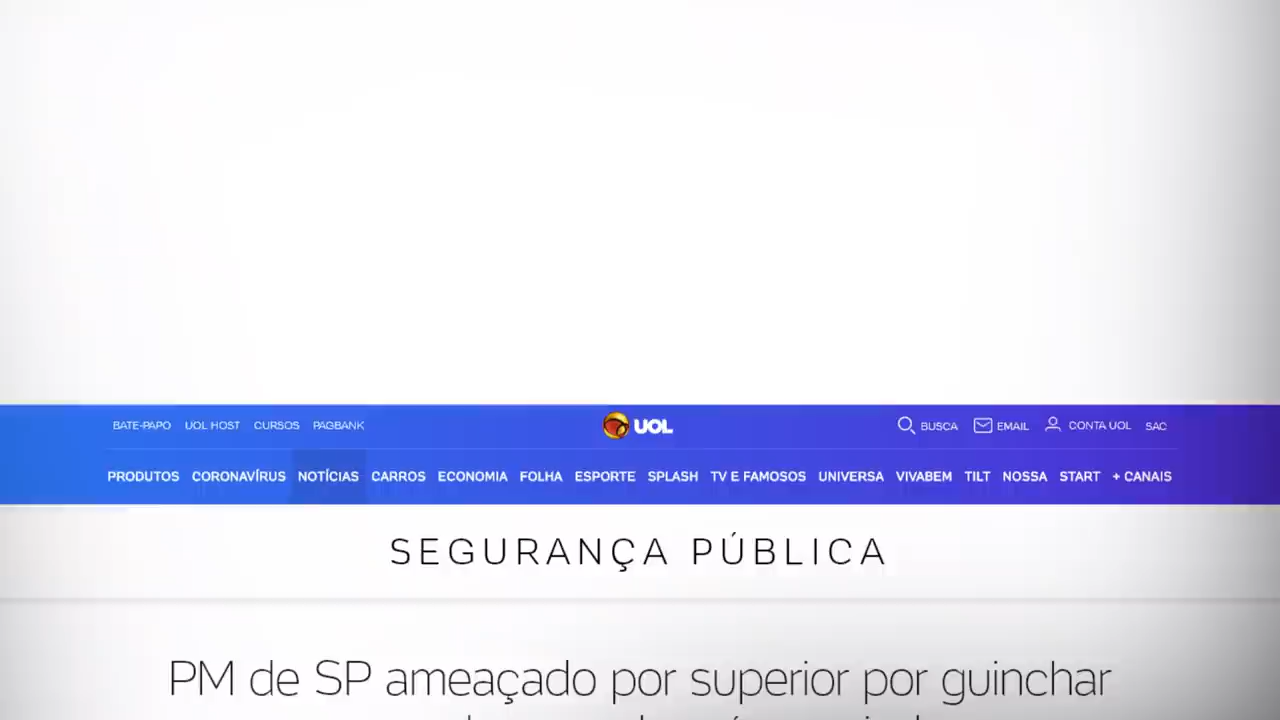 BATE-PAPO UOL HOST CURSOS PAGBANK UOL BUSCA EMAIL CONTA UOL SAC
PRODUTOS CORONAVÍRUS NOTÍCIAS CARROS ECONOMIA FOLHA ESPORTE SPLASH TV E FAMOSOS UNIVERSA VIVABEM TILT NOSSA START + CANAIS
SEGURANÇA PÚBLICA
PM de SP ameaçado por superior por guinchar